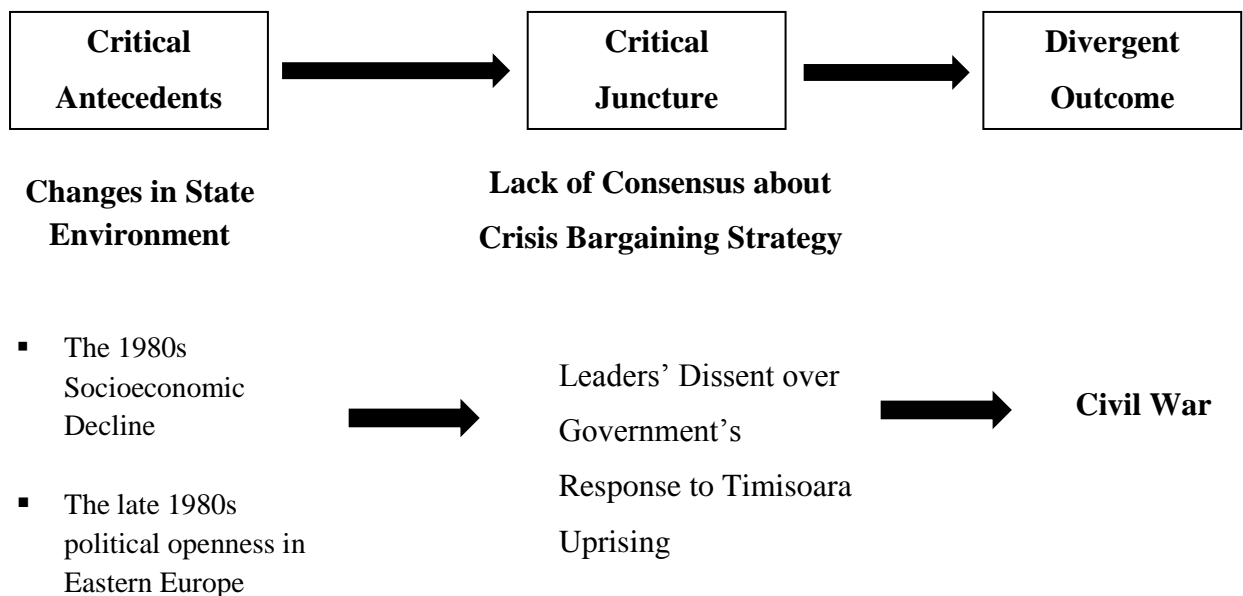 Critical
Antecedents
Critical
Juncture
Divergent
Outcome
Changes in State
Environment
Lack of Consensus about
Crisis Bargaining Strategy
▪ The 1980s
Socioeconomic
Decline
▪ The late 1980s
political openness in
Eastern Europe
Leaders’ Dissent over
Government’s
Response to Timisoara
Uprising
Civil War